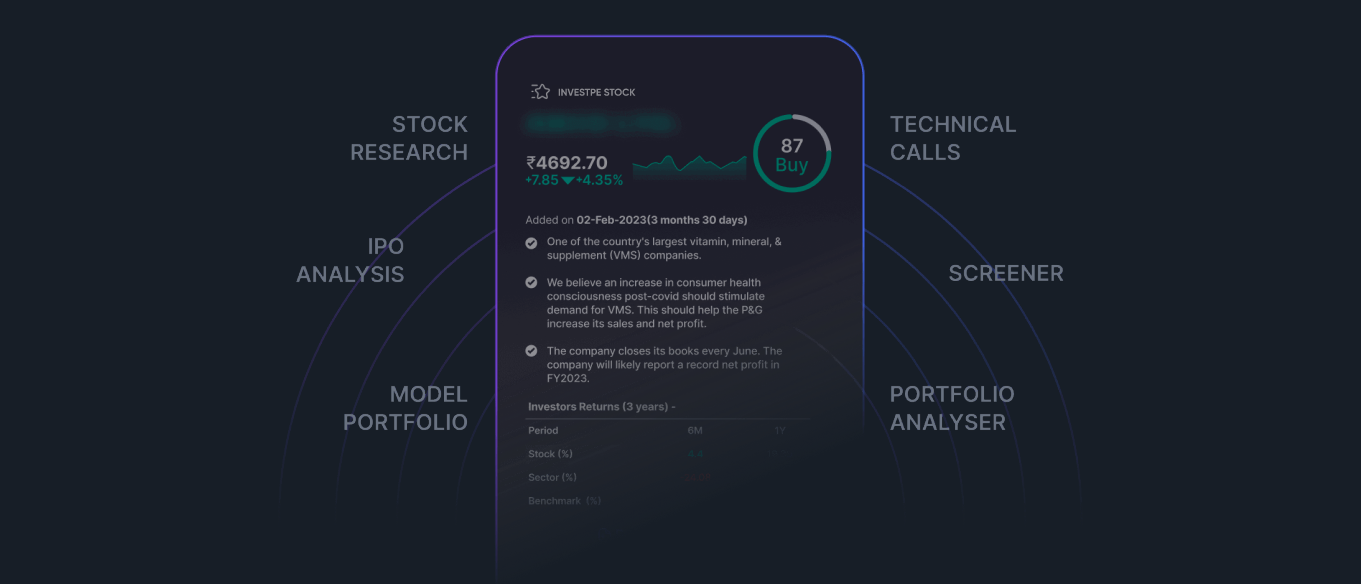 INVESTPE STOCK
STOCK
RESEARCH
IPO
ANALYSIS
MODEL
PORTFOLIO
₹4692.70
+7.85 +4.35%
87
Buy
Added on 02-Feb-2023(3 months 30 days)
One of the country's largest vitamin, mineral, &
supplement (VMS) companies.
We believe an increase in consumer health
consciousness post-covid should stimulate
demand for VMS. This should help the P&G
increase its sales and net profit.
The company closes its books every June. The
company will likely report a record net profit in
FY2023.
Investors Returns (3 years) -
Period 6M 1Y
Stock (%)
Sector (%)
Benchmark (%)
TECHNICAL
CALLS
SCREENER
PORTFOLIO
ANALYSER